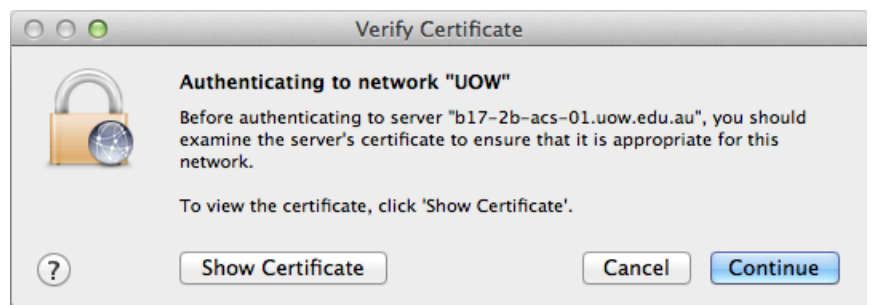 Verify Certificate
Authenticating to network "UOW"
Before authenticating to server "b17-2b-acs-01.uow.edu.au", you should
examine the server's certificate to ensure that it is appropriate for this
network.
To view the certificate, click 'Show Certificate'.
?
Show Certificate
Cancel
Continue